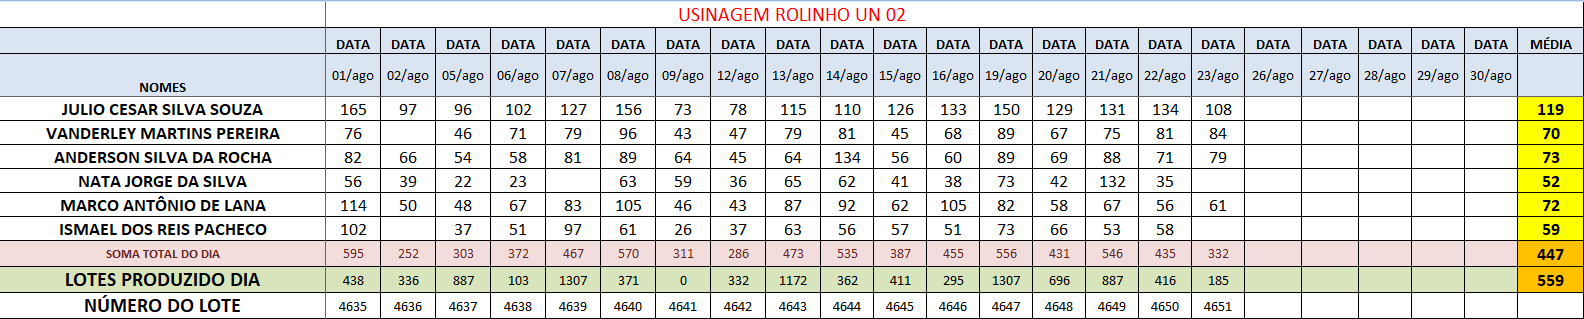 USINAGEM ROLINHO UN 02
DATA DATA DATA DATA DATA DATA DATA DATA DATA DATA DATA DATA DATA DATA DATA DATA DATA DATA DATA DATA DATA DATA MÉDIA
NOMES 01/ago 02/ago 05/ago 06/ago 07/ago 08/ago 09/ago 12/ago 13/ago 14/ago 15/ago 16/ago 19/ago 20/ago 21/ago 22/ago 23/ago 26/ago 27/ago 28/ago 29/ago 30/ago
JULIO CESAR SILVA SOUZA 165 97 96 102 127 156 73 78 115 110 126 133 150 129 131 134 108 119
VANDERLEY MARTINS PEREIRA 76 46 71 79 96 43 47 79 81 45 68 89 67 75 81 84 70
ANDERSON SILVA DA ROCHA 82 66 54 58 81 89 64 45 64 134 56 60 89 69 88 71 79 73
NATA JORGE DA SILVA 56 39 22 23 63 59 36 65 62 41 38 73 42 132 35 52
MARCO ANTÔNIO DE LANA 114 50 48 67 83 105 46 43 87 92 62 105 82 58 67 56 61 72
ISMAEL DOS REIS PACHECO 102 37 51 97 61 26 37 63 56 57 51 73 66 53 58 59
SOMA TOTAL DO DIA 595 252 303 372 467 570 311 286 473 535 387 455 556 431 546 435 332 447
LOTES PRODUZIDO DIA 438 336 887 103 1307 371 0 332 1172 362 411 295 1307 696 887 416 185 559
NÚMERO DO LOTE 4635 4636 4637 4638 4639 4640 4641 4642 4643 4644 4645 4646 4647 4648 4649 4650 4651